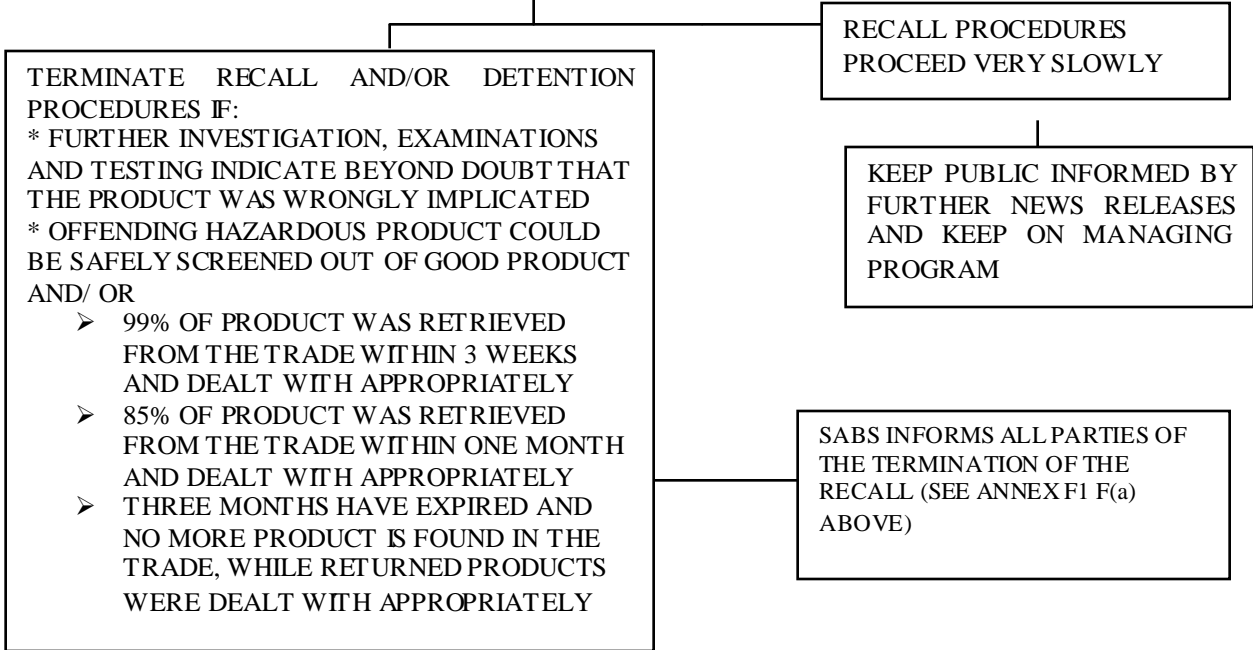 RECALL PROCEDURES
PROCEED VERY SLOWLY
TERMINATE RECALL AND/OR DETENTION
PROCEDURES IF:
* FURTHER INVESTIGATION, EXAMINATIONS
AND TESTING INDICATE BEYOND DOUBT THAT
THE PRODUCT WAS WRONGLY IMPLICATED
* OFFENDING HAZARDOUS PRODUCT COULD
BE SAFELY SCREENED OUT OF GOOD PRODUCT
AND/ OR
➢ 99% OF PRODUCT WAS RETRIEVED
FROM THE TRADE WITHIN 3 WEEKS
AND DEALT WITH APPROPRIATELY
➢ 85% OF PRODUCT WAS RETRIEVED
FROM THE TRADE WITHIN ONE MONTH
AND DEALT WITH APPROPRIATELY
➢ THREE MONTHS HAVE EXPIRED AND
NO MORE PRODUCT IS FOUND IN THE
TRADE, WHILE RETURNED PRODUCTS
WERE DEALT WITH APPROPRIATELY
KEEP PUBLIC INFORMED BY
FURTHER NEWS RELEASES
AND KEEP ON MANAGING
PROGRAM
SABS INFORMS ALL PARTIES OF
THE TERMINATION OF THE
RECALL (SEE ANNEX F1 F(a)
ABOVE)